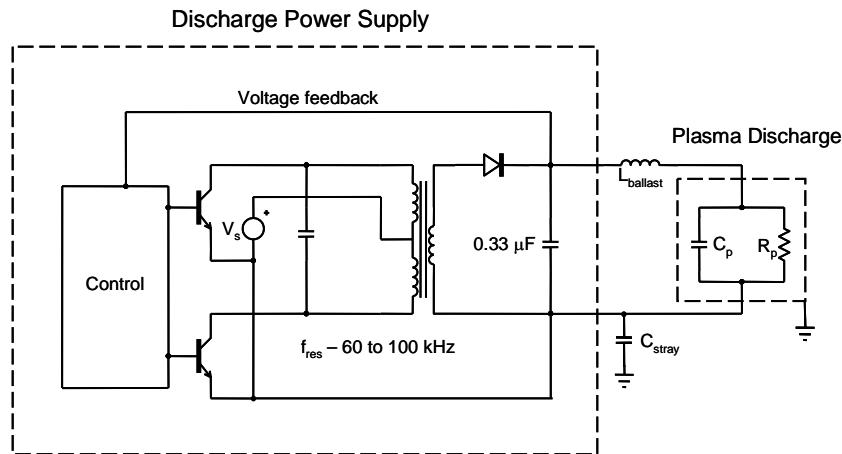 Discharge Power Supply
Voltage feedback
Plasma Discharge
L_ballast
V_s
+
0.33 μF
C_p
R_p
Control
f_res – 60 to 100 kHz
C_stray